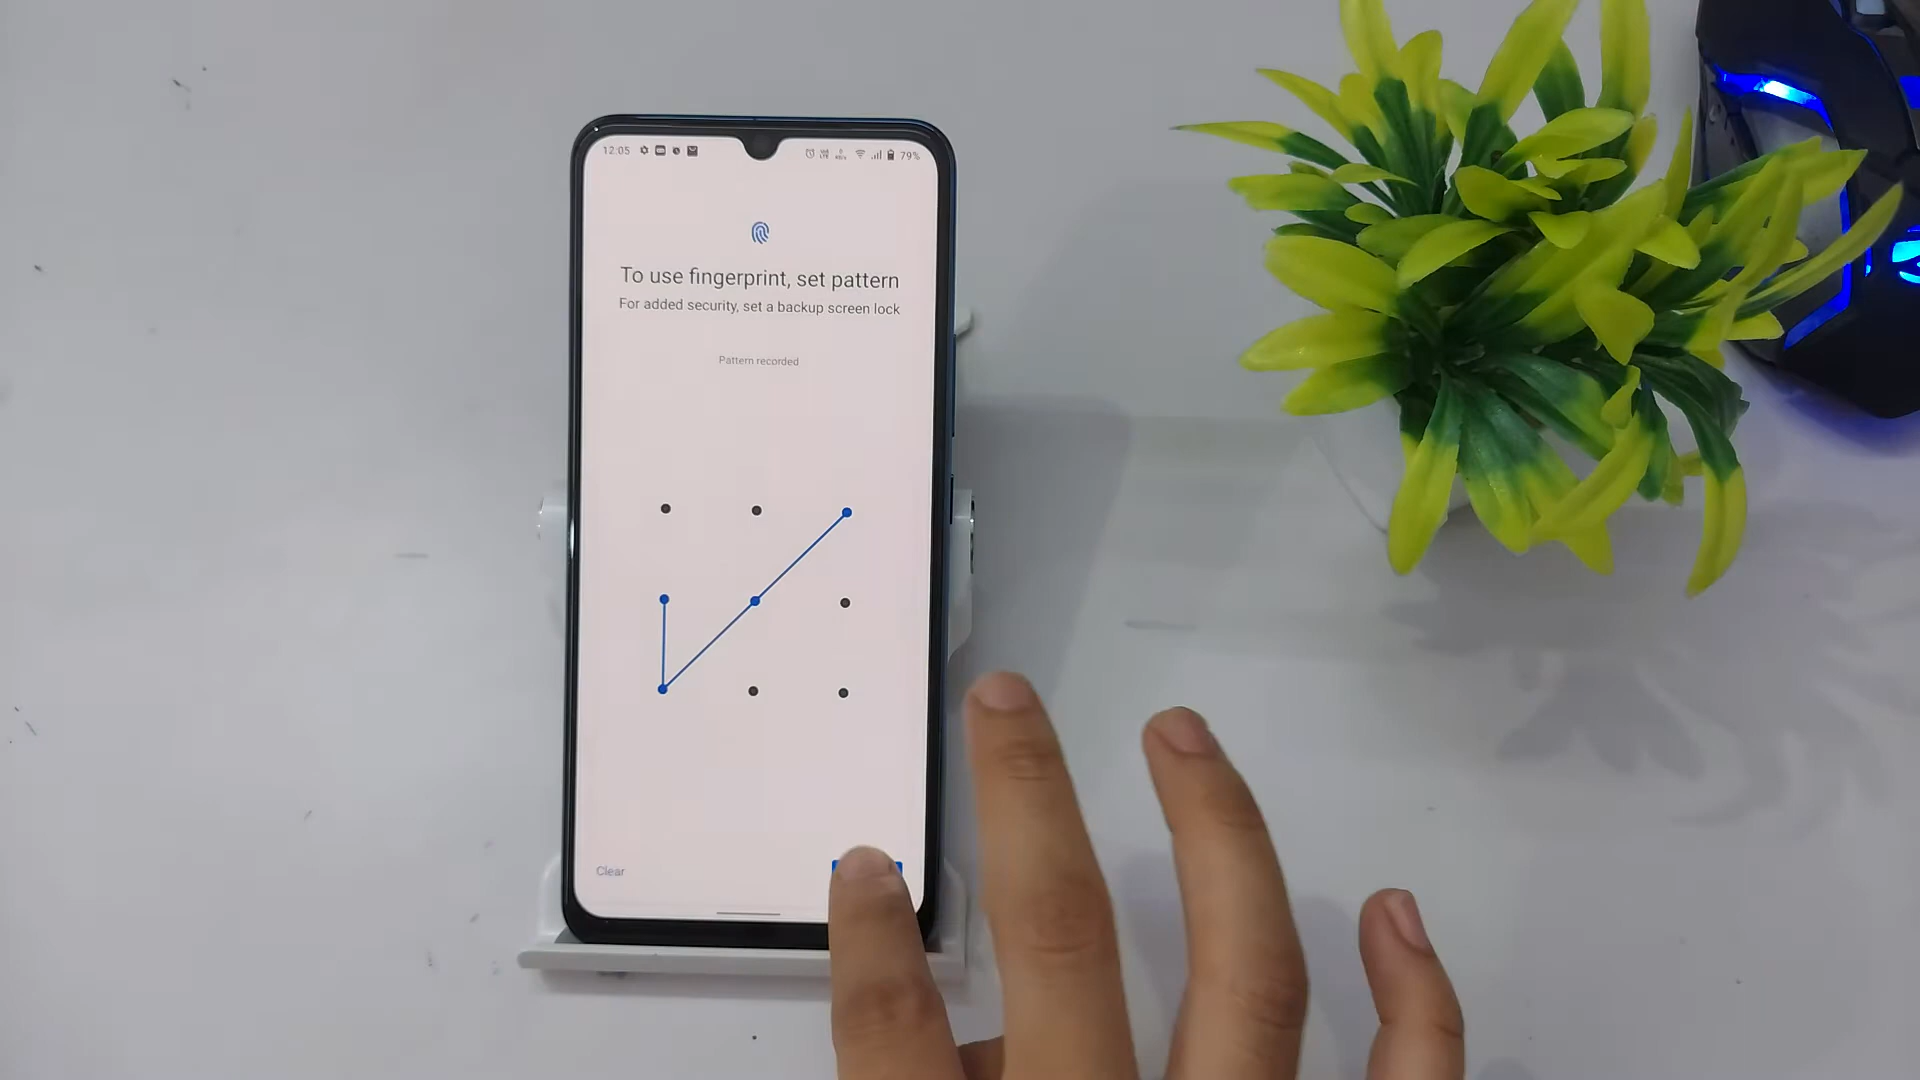 12:05 79%
To use fingerprint, set pattern
For added security, set a backup screen lock
Pattern recorded
Clear